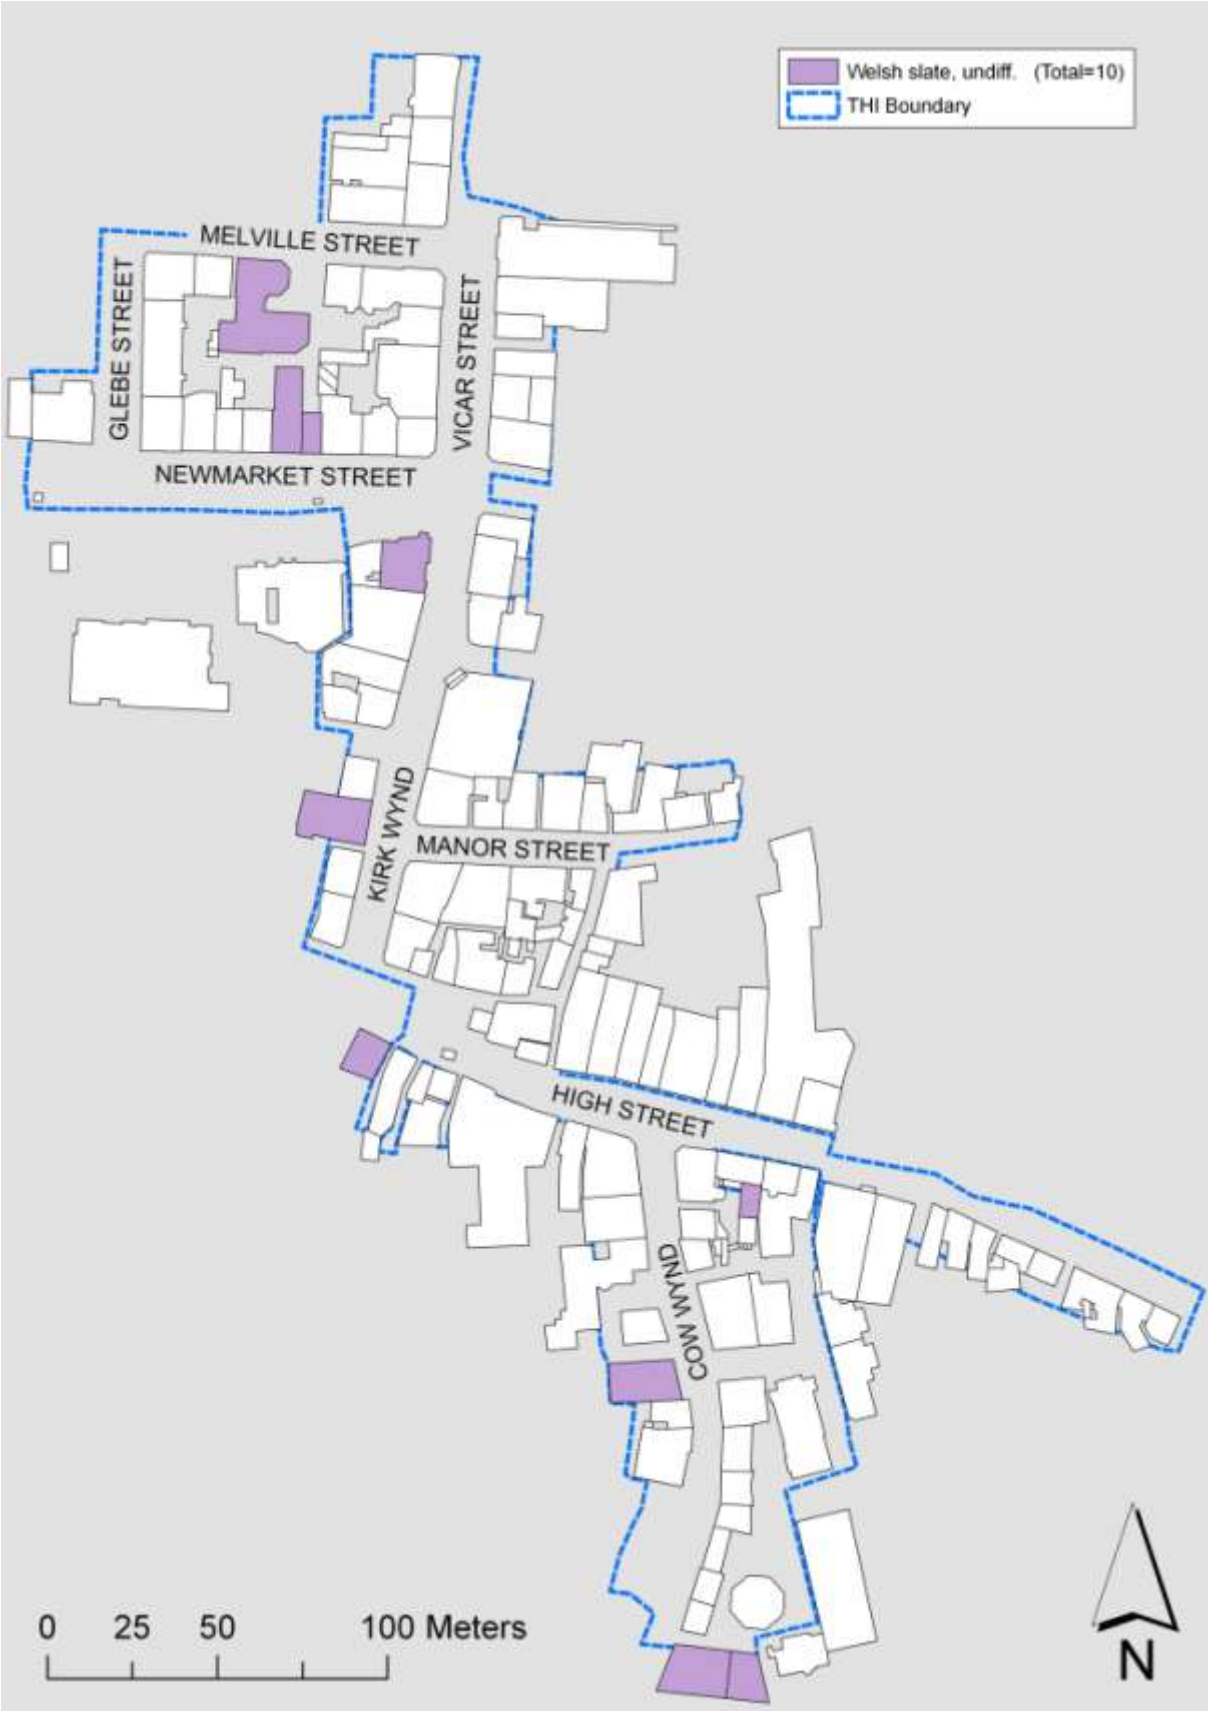 Welsh slate, undiff. (Total=10)
THI Boundary
MELVILLE STREET
GLEBE STREET
VICAR STREET
NEWMARKET STREET
KIRK WYND
MANOR STREET
HIGH STREET
COW WYND
0 25 50 100 Meters
N